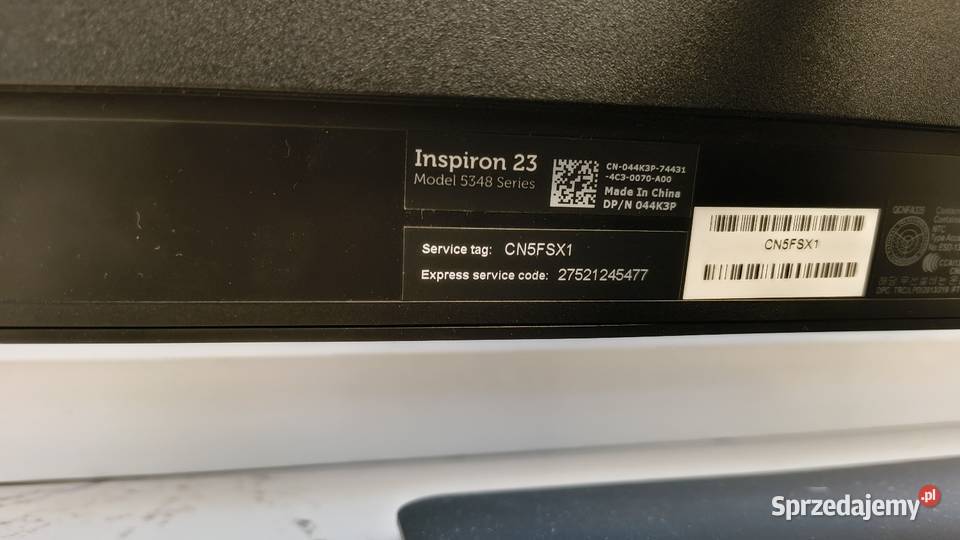 Inspiron 23
Model 5348 Series
CN-044K3P-74431
-4C3-0070-A00
Made In China
DP/N 044K3P
Service tag: CN5FSX1
Express service code: 27521245477
CN5FSX1
QCNFA325
Sprzedajemy.pl